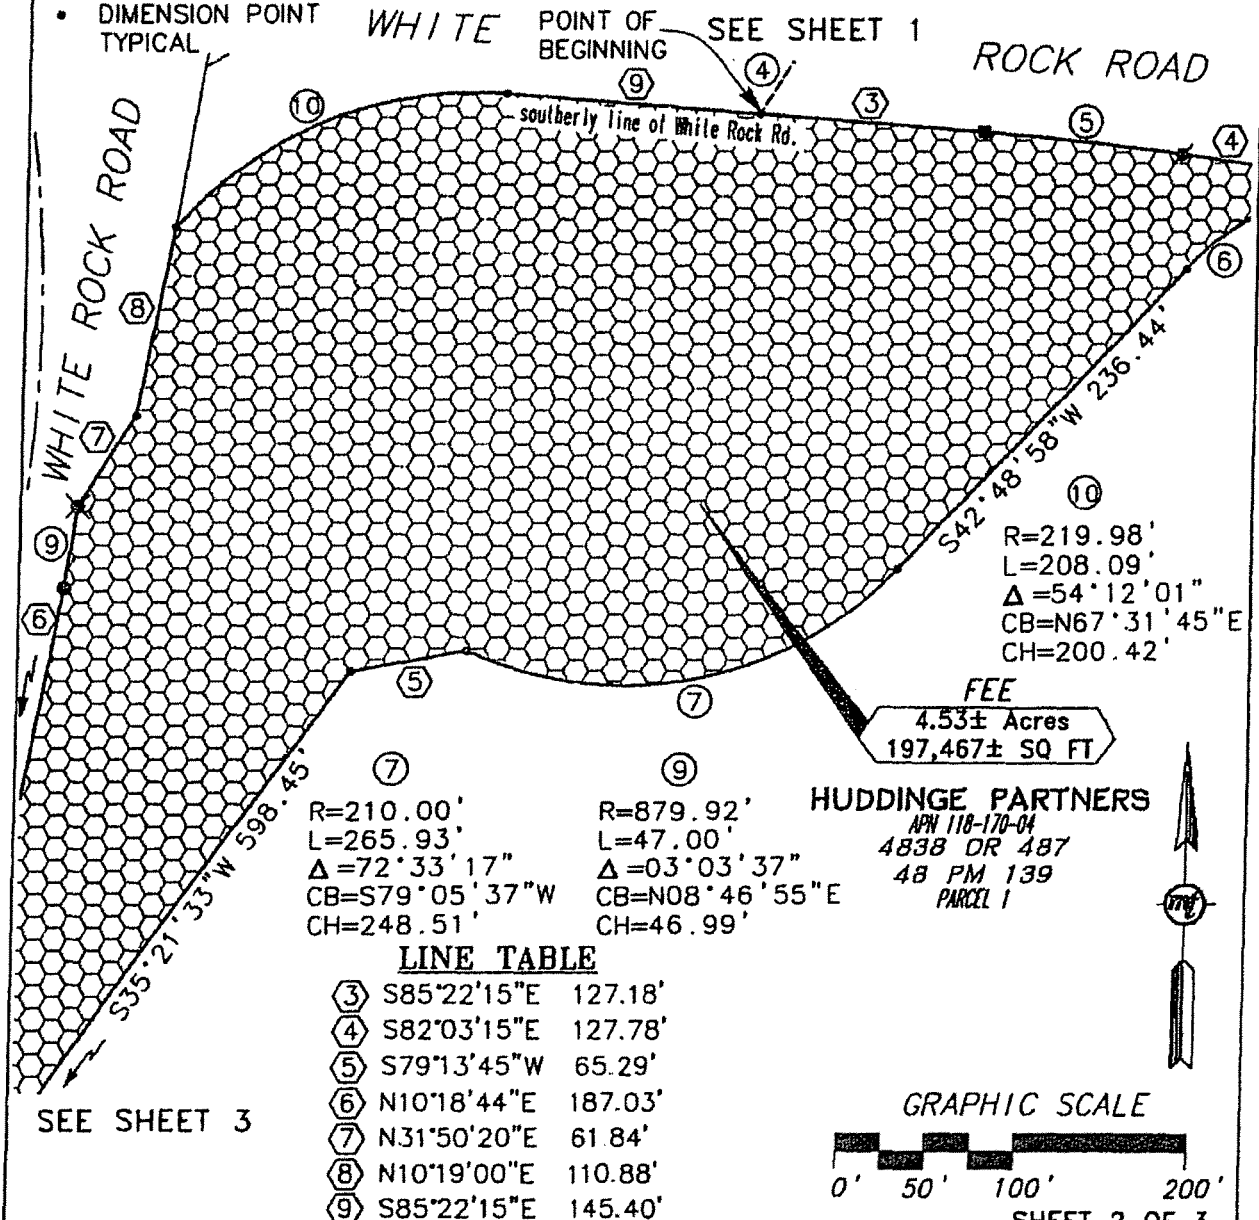 • DIMENSION POINT
TYPICAL
WHITE
POINT OF
BEGINNING
SEE SHEET 1
ROCK ROAD
10
9
4
3
5
4
southerly line of White Rock Rd.
WHITE ROCK ROAD
8
7
9
6
6
S42°48'58"W 236.44'
5
7
S35°21'33"W 598.45'
10
R=219.98'
L=208.09'
Δ=54°12'01"
CB=N67°31'45"E
CH=200.42'
FEE
4.53± Acres
197,467± SQ FT
7
R=210.00'
L=265.93'
Δ=72°33'17"
CB=S79°05'37"W
CH=248.51'
9
R=879.92'
L=47.00'
Δ=03°03'37"
CB=N08°46'55"E
CH=46.99'
HUDDINGE PARTNERS
APN 118-170-04
4838 OR 487
48 PM 139
PARCEL 1
LINE TABLE
3 S85°22'15"E 127.18'
4 S82°03'15"E 127.78'
5 S79°13'45"W 65.29'
6 N10°18'44"E 187.03'
7 N31°50'20"E 61.84'
8 N10°19'00"E 110.88'
9 S85°22'15"E 145.40'
SEE SHEET 3
GRAPHIC SCALE
0' 50' 100' 200'
SHEET 2 OF 3